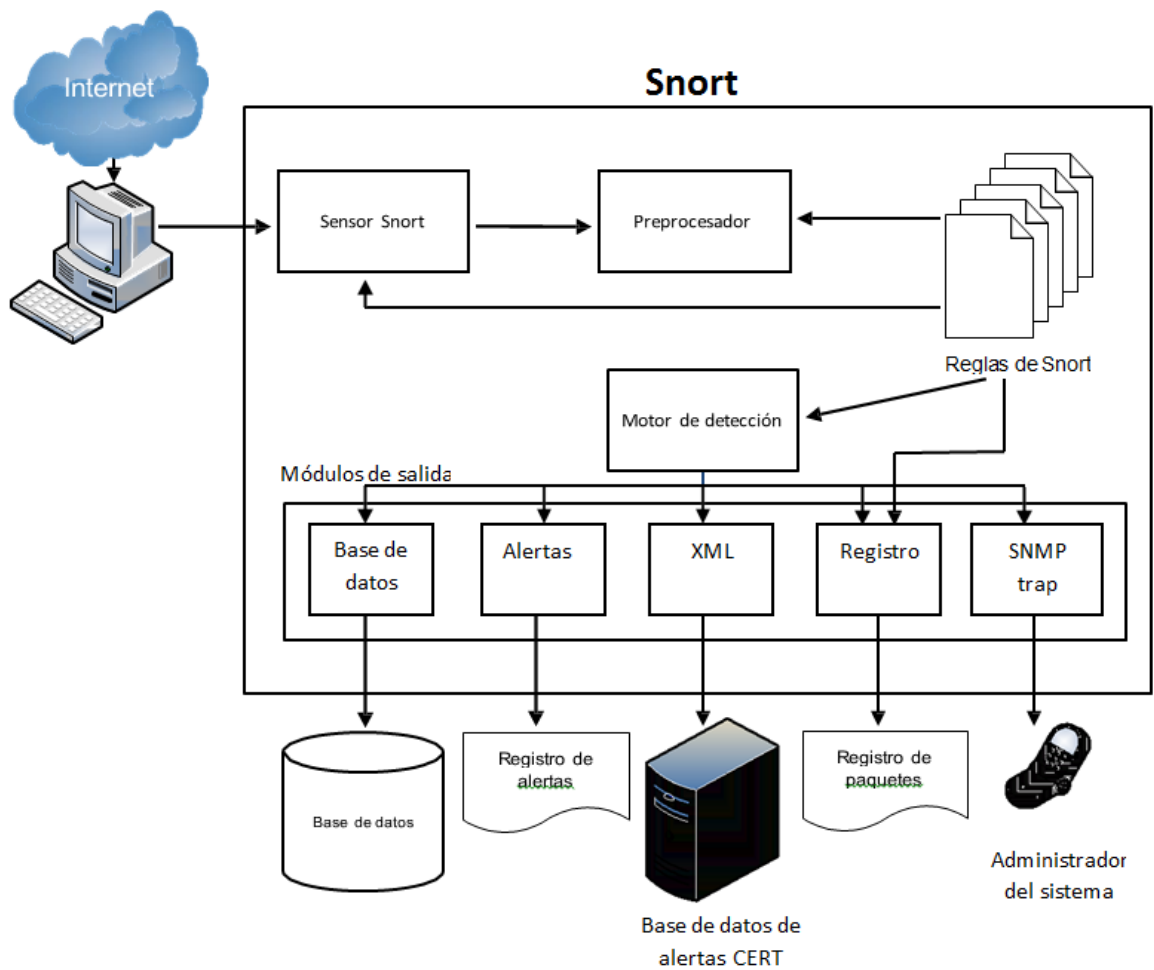 Internet
Snort
Sensor Snort
Preprocesador
Reglas de Snort
Motor de detección
Módulos de salida
Base de
datos
Alertas
XML
Registro
SNMP
trap
Base de datos
Registro de
alertas
Registro de
paquetes
Base de datos de
alertas CERT
Administrador
del sistema